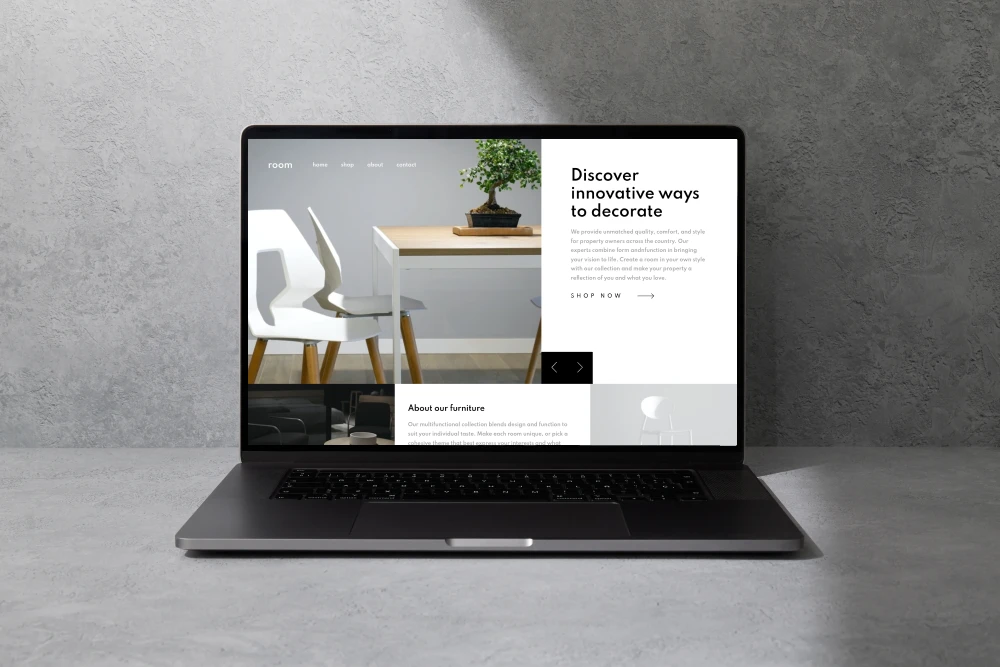 room
home shop about contact
Discover
innovative ways
to decorate
We provide unmatched quality, comfort, and style
for property owners across the country. Our
experts combine form and function in bringing
your vision to life. Create a room in your own style
with our collection and make your property a
reflection of you and what you love.
SHOP NOW
About our furniture
Our multifunctional collection blends design and function to
suit your individual taste. Make each room unique, or pick a
cohesive theme that best express your interests and what